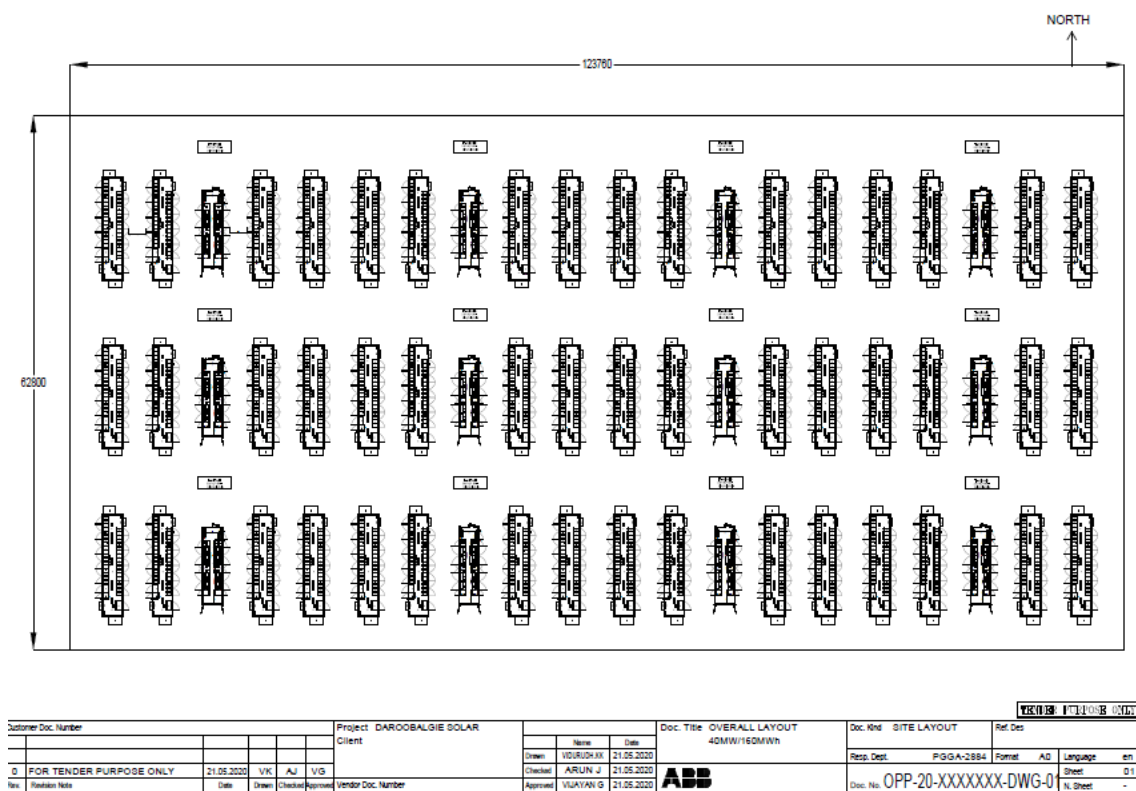 NORTH
123760
62800
TENDER PURPOSE ONLY
Customer Doc. Number
Project DAROOBALGIE SOLAR
Client
Doc. Title OVERALL LAYOUT
40MW/160MWh
Doc. Kind SITE LAYOUT
Ref. Des
Name Date
Drawn 21.05.2020
Checked ARUN J 21.05.2020
Approved VIJAYAN G 21.05.2020
Resp. Dept. PGGA-2884
Format A0
Language en
0 FOR TENDER PURPOSE ONLY 21.05.2020 VK AJ VG
Rev. Revision Note Date Drawn Checked Approved
Vendor Doc. Number
ABB
Doc. No. OPP-20-XXXXXXX-DWG-01
Sheet 01
N. Sheet -